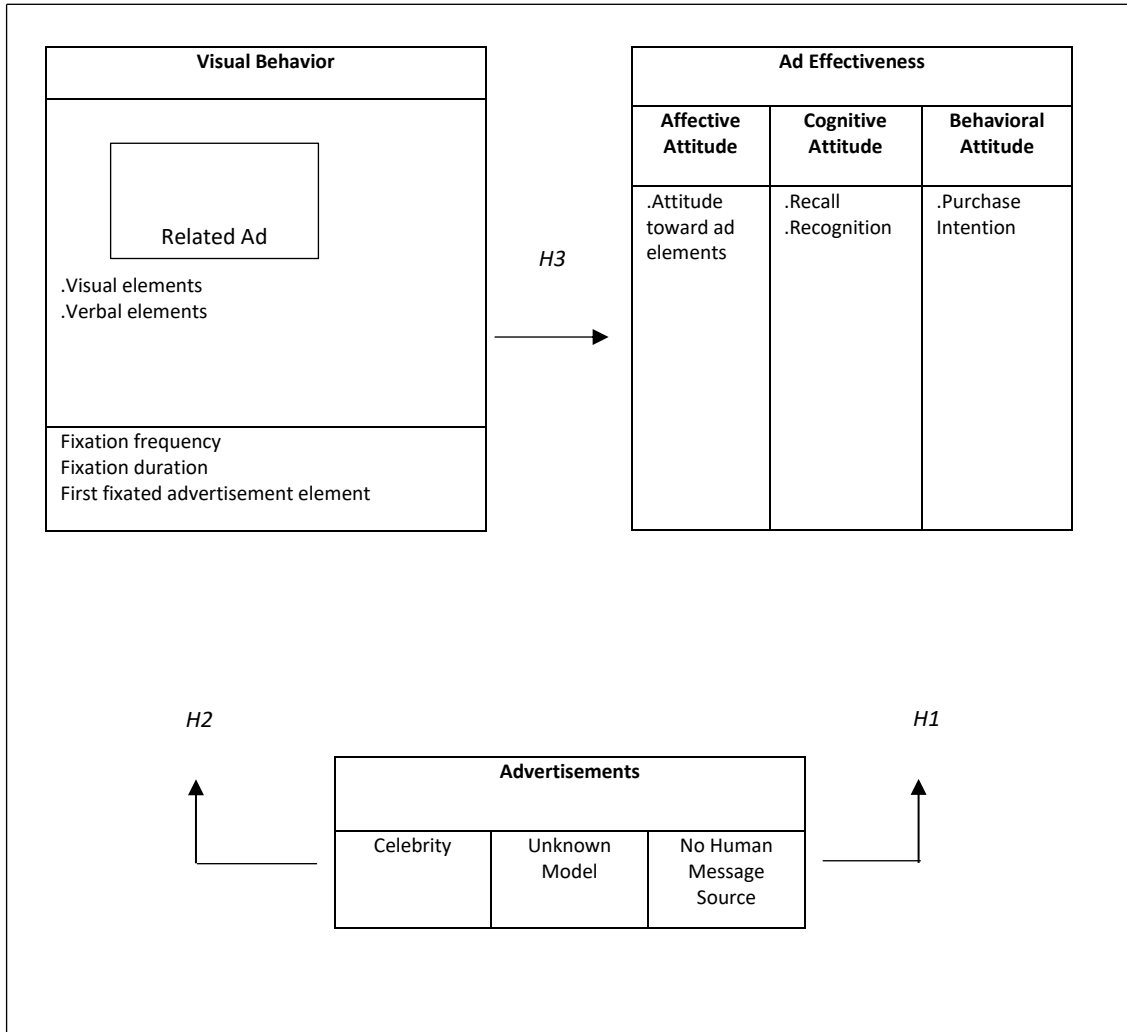 Visual Behavior
Related Ad
.Visual elements
.Verbal elements
Fixation frequency
Fixation duration
First fixated advertisement element
H3
Ad Effectiveness
Affective
Attitude
Cognitive
Attitude
Behavioral
Attitude
.Attitude
toward ad
elements
.Recall
.Recognition
.Purchase
Intention
H2
H1
Advertisements
Celebrity
Unknown
Model
No Human
Message
Source